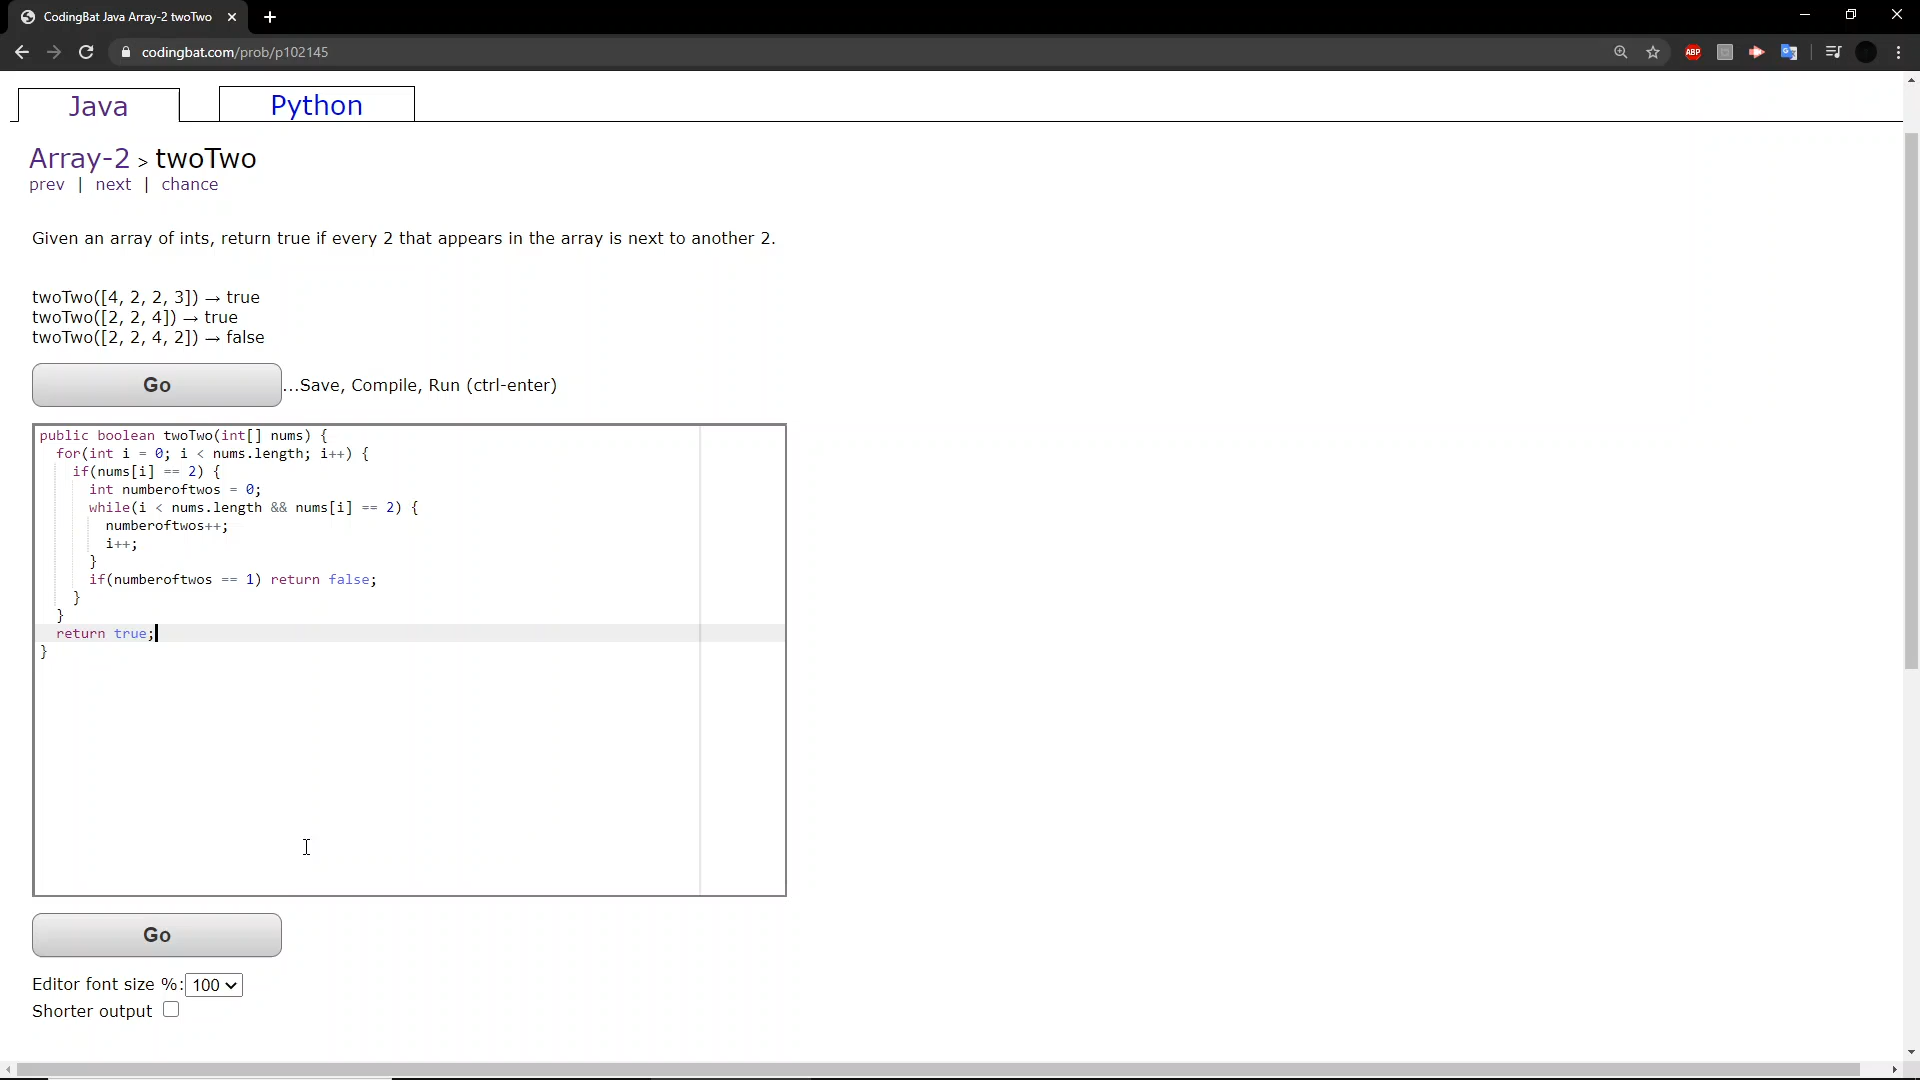 CodingBat Java Array-2 twoTwo
codingbat.com/prob/p102145
ABP
Java
Python
Array-2 > twoTwo
prev | next | chance
Given an array of ints, return true if every 2 that appears in the array is next to another 2.
twoTwo([4, 2, 2, 3]) → true
twoTwo([2, 2, 4]) → true
twoTwo([2, 2, 4, 2]) → false
Go ...Save, Compile, Run (ctrl-enter)
public boolean twoTwo(int[] nums) {
  for(int i = 0; i < nums.length; i++) {
    if(nums[i] == 2) {
      int numberoftwos = 0;
      while(i < nums.length && nums[i] == 2) {
        numberoftwos++;
        i++;
      }
      if(numberoftwos == 1) return false;
    }
  }
  return true;
}
Go
Editor font size %: 100
Shorter output